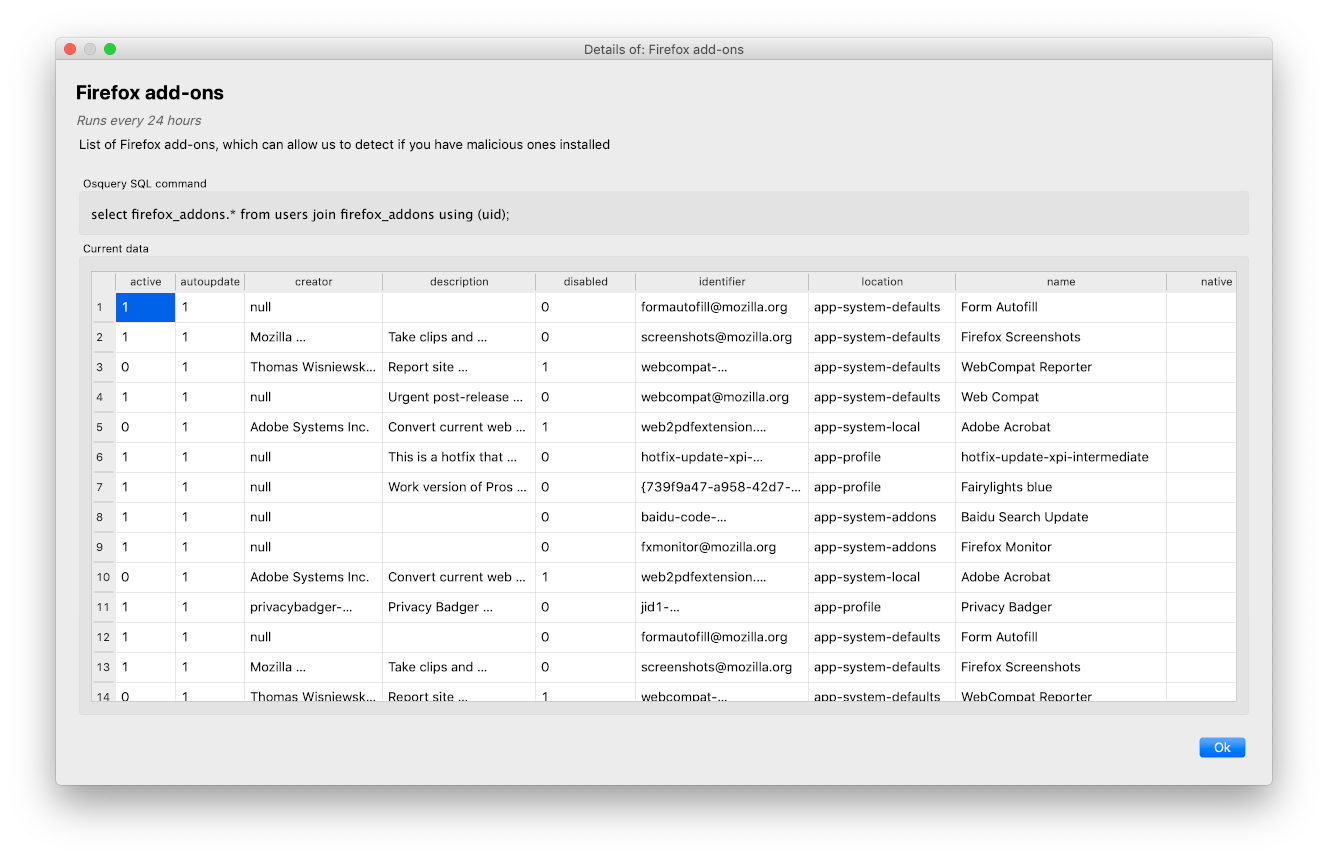 Details of: Firefox add-ons
Firefox add-ons
Runs every 24 hours
List of Firefox add-ons, which can allow us to detect if you have malicious ones installed
Osquery SQL command
select firefox_addons.* from users join firefox_addons using (uid);
Current data
active autoupdate creator description disabled identifier location name native
1 1 1 null 0 formautofill@mozilla.org app-system-defaults Form Autofill
2 1 1 Mozilla ... Take clips and ... 0 screenshots@mozilla.org app-system-defaults Firefox Screenshots
3 0 1 Thomas Wisniewsk... Report site ... 1 webcompat-... app-system-defaults WebCompat Reporter
4 1 1 null Urgent post-release ... 0 webcompat@mozilla.org app-system-defaults Web Compat
5 0 1 Adobe Systems Inc. Convert current web ... 1 web2pdfextension.... app-system-local Adobe Acrobat
6 1 1 null This is a hotfix that ... 0 hotfix-update-xpi-... app-profile hotfix-update-xpi-intermediate
7 1 1 null Work version of Pros ... 0 {739f9a47-a958-42d7-... app-profile Fairylights blue
8 1 1 null 0 baidu-code-... app-system-addons Baidu Search Update
9 1 1 null 0 fxmonitor@mozilla.org app-system-addons Firefox Monitor
10 0 1 Adobe Systems Inc. Convert current web ... 1 web2pdfextension.... app-system-local Adobe Acrobat
11 1 1 privacybadger-... Privacy Badger ... 0 jid1-... app-profile Privacy Badger
12 1 1 null 0 formautofill@mozilla.org app-system-defaults Form Autofill
13 1 1 Mozilla ... Take clips and ... 0 screenshots@mozilla.org app-system-defaults Firefox Screenshots
14 0 1 Thomas Wisniewsk... Report site ... 1 webcompat-... app-system-defaults WebCompat Reporter
Ok